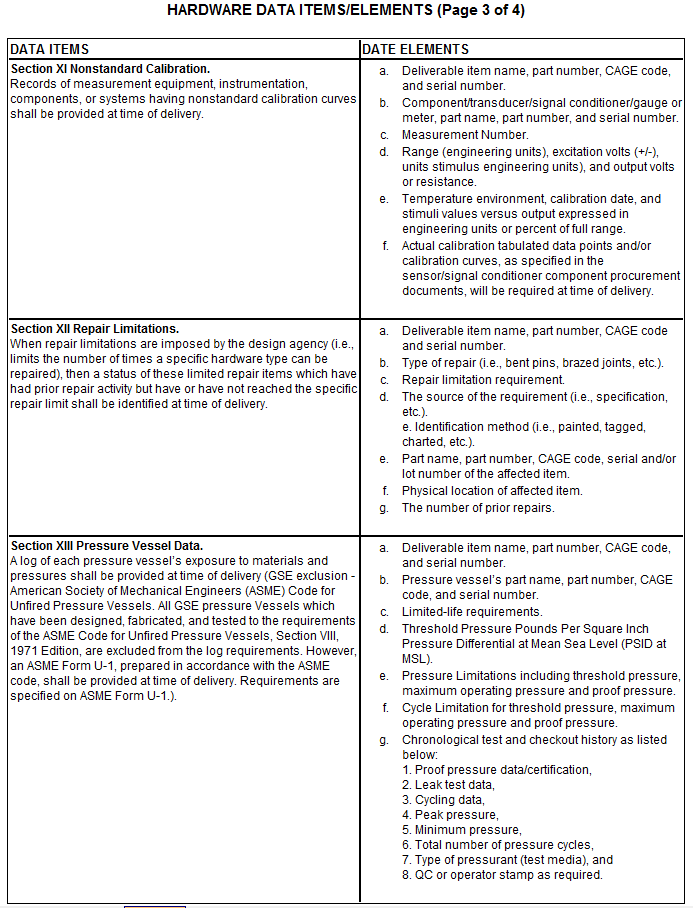 HARDWARE DATA ITEMS/ELEMENTS (Page 3 of 4)
DATA ITEMS
DATE ELEMENTS
Section XI Nonstandard Calibration.
Records of measurement equipment, instrumentation,
components, or systems having nonstandard calibration curves
shall be provided at time of delivery.
a. Deliverable item name, part number, CAGE code,
and serial number.
b. Component/transducer/signal conditioner/gauge or
meter, part name, part number, and serial number.
c. Measurement Number.
d. Range (engineering units), excitation volts (+/-),
units stimulus engineering units), and output volts
or resistance.
e. Temperature environment, calibration date, and
stimuli values versus output expressed in
engineering units or percent of full range.
f. Actual calibration tabulated data points and/or
calibration curves, as specified in the
sensor/signal conditioner component procurement
documents, will be required at time of delivery.
Section XII Repair Limitations.
When repair limitations are imposed by the design agency (i.e.,
limits the number of times a specific hardware type can be
repaired), then a status of these limited repair items which have
had prior repair activity but have or have not reached the specific
repair limit shall be identified at time of delivery.
a. Deliverable item name, part number, CAGE code
and serial number.
b. Type of repair (i.e., bent pins, brazed joints, etc.).
c. Repair limitation requirement.
d. The source of the requirement (i.e., specification,
etc.).
e. Identification method (i.e., painted, tagged,
charted, etc.).
e. Part name, part number, CAGE code, serial and/or
lot number of the affected item.
f. Physical location of affected item.
g. The number of prior repairs.
Section XIII Pressure Vessel Data.
A log of each pressure vessel's exposure to materials and
pressures shall be provided at time of delivery (GSE exclusion -
American Society of Mechanical Engineers (ASME) Code for
Unfired Pressure Vessels. All GSE pressure Vessels which
have been designed, fabricated, and tested to the requirements
of the ASME Code for Unfired Pressure Vessels, Section VIII,
1971 Edition, are excluded from the log requirements. However,
an ASME Form U-1, prepared in accordance with the ASME
code, shall be provided at time of delivery. Requirements are
specified on ASME Form U-1.).
a. Deliverable item name, part number, CAGE code,
and serial number.
b. Pressure vessel's part name, part number, CAGE
code, and serial number.
c. Limited-life requirements.
d. Threshold Pressure Pounds Per Square Inch
Pressure Differential at Mean Sea Level (PSID at
MSL).
e. Pressure Limitations including threshold pressure,
maximum operating pressure and proof pressure.
f. Cycle Limitation for threshold pressure, maximum
operating pressure and proof pressure.
g. Chronological test and checkout history as listed
below:
1. Proof pressure data/certification,
2. Leak test data,
3. Cycling data,
4. Peak pressure,
5. Minimum pressure,
6. Total number of pressure cycles,
7. Type of pressurant (test media), and
8. QC or operator stamp as required.